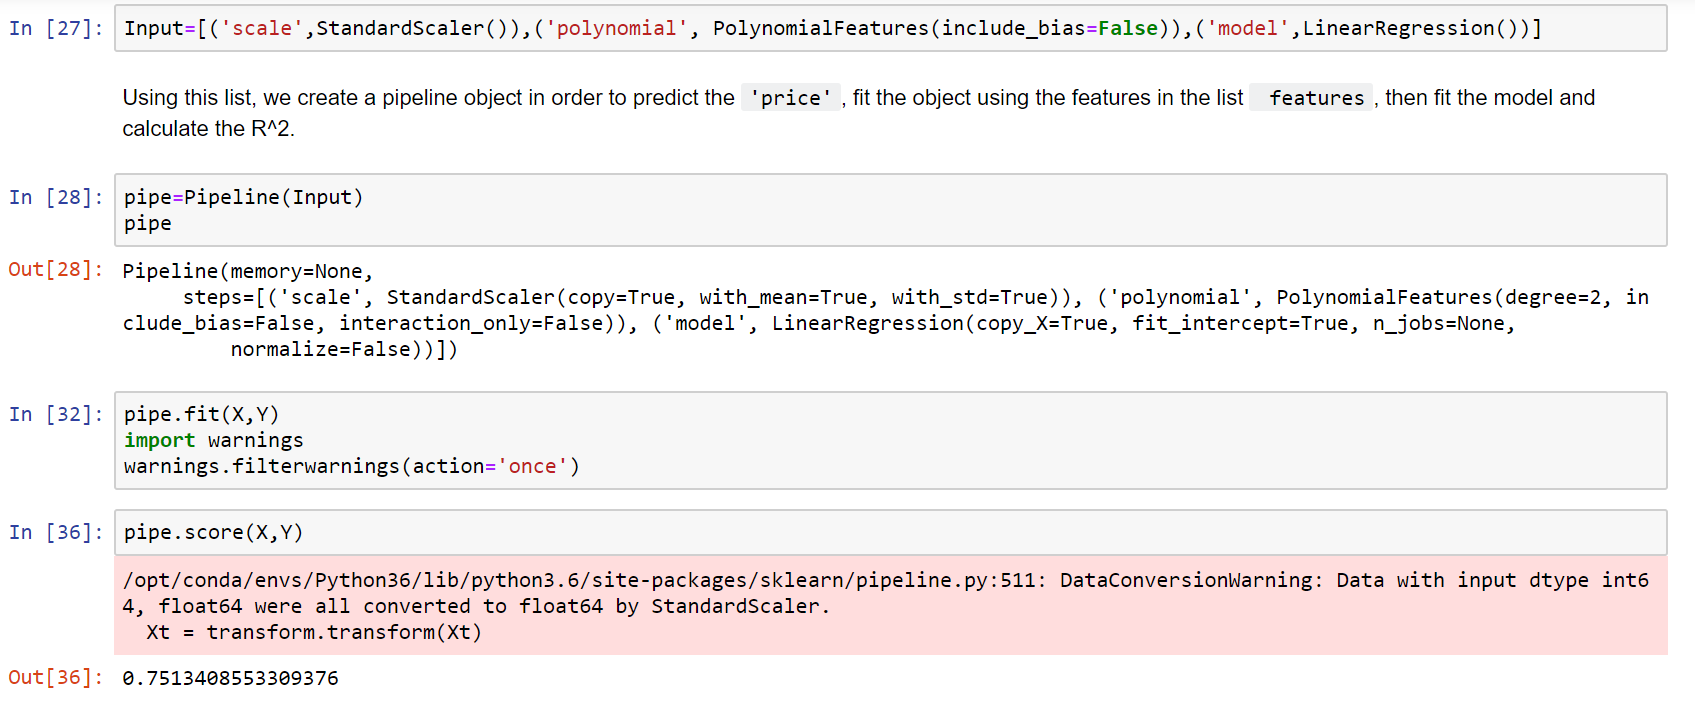 In [27]: Input=[('scale',StandardScaler()),('polynomial', PolynomialFeatures(include_bias=False)),('model',LinearRegression())]
Using this list, we create a pipeline object in order to predict the 'price' , fit the object using the features in the list features , then fit the model and
calculate the R^2.
In [28]: pipe=Pipeline(Input)
pipe
Out[28]: Pipeline(memory=None,
steps=[('scale', StandardScaler(copy=True, with_mean=True, with_std=True)), ('polynomial', PolynomialFeatures(degree=2, in
clude_bias=False, interaction_only=False)), ('model', LinearRegression(copy_X=True, fit_intercept=True, n_jobs=None,
normalize=False))])
In [32]: pipe.fit(X,Y)
import warnings
warnings.filterwarnings(action='once')
In [36]: pipe.score(X,Y)
/opt/conda/envs/Python36/lib/python3.6/site-packages/sklearn/pipeline.py:511: DataConversionWarning: Data with input dtype int6
4, float64 were all converted to float64 by StandardScaler.
Xt = transform.transform(Xt)
Out[36]: 0.7513408553309376